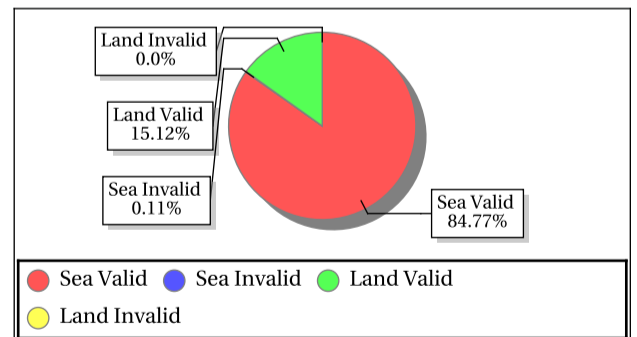 Land Invalid
0.0%
Land Valid
15.12%
Sea Invalid
0.11%
Sea Valid
84.77%
Sea Valid Sea Invalid Land Valid
Land Invalid